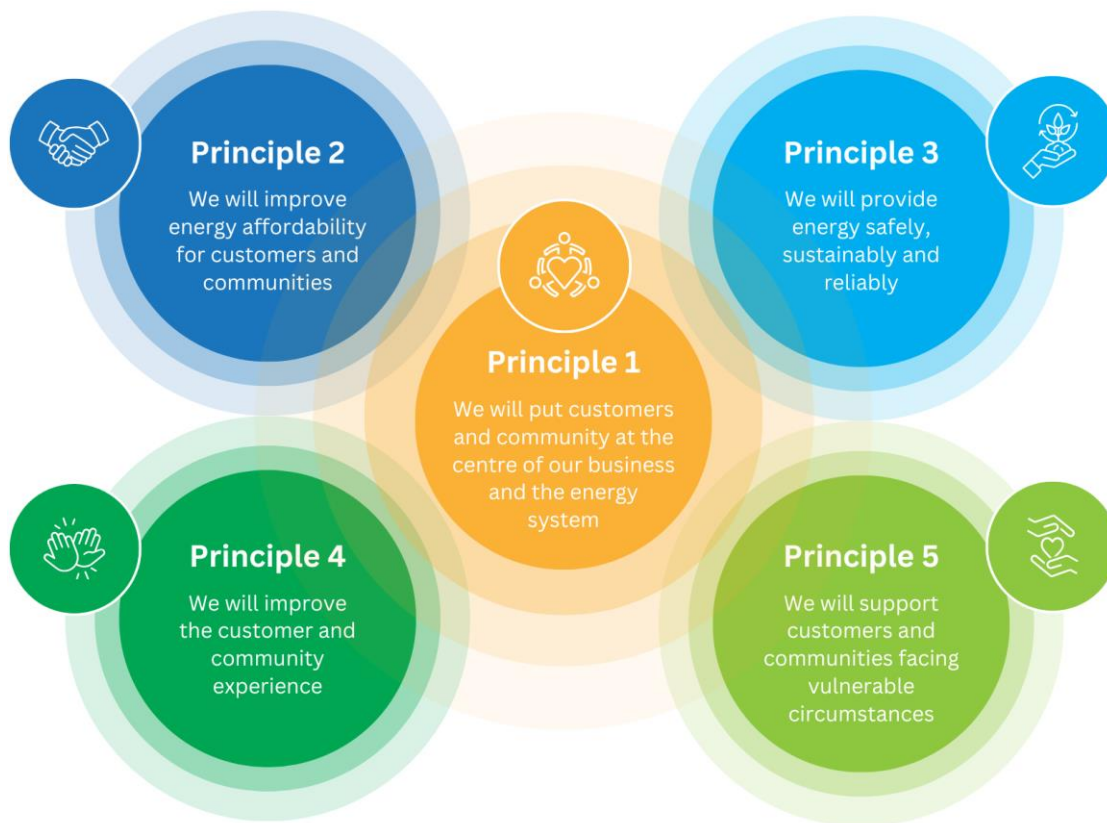 Principle 2
We will improve
energy affordability
for customers and
communities
Principle 3
We will provide
energy safely,
sustainably and
reliably
Principle 1
We will put customers
and community at the
centre of our business
and the energy
system
Principle 4
We will improve
the customer and
community
experience
Principle 5
We will support
customers and
communities facing
vulnerable
circumstances